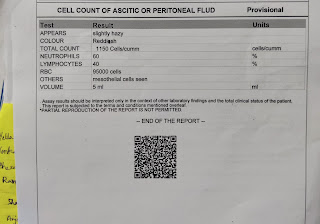 CELL COUNT OF ASCITIC OR PERITONEAL FLUD Provisional
Test Result Units
APPEARS slightly hzzy
COLOUR Reddissh
TOTAL COUNT 1150 Cells/cumm cells/cumm
NEUTROPHILS 60 %
LYMPHOCYTES 40 %
RBC 95000 cells
OTHERS mesothelial cells seen
VOLUME 5 ml ml
Assay results should be interpreted only in the context of other laboratory findings and the total clinical status of the patient.
This report is subjected to the terms and conditions mentioned overleaf.
*PARTIAL REPRODUCTION OF THE REPORT IS NOT PERMITTED.
-- END OF THE REPORT --